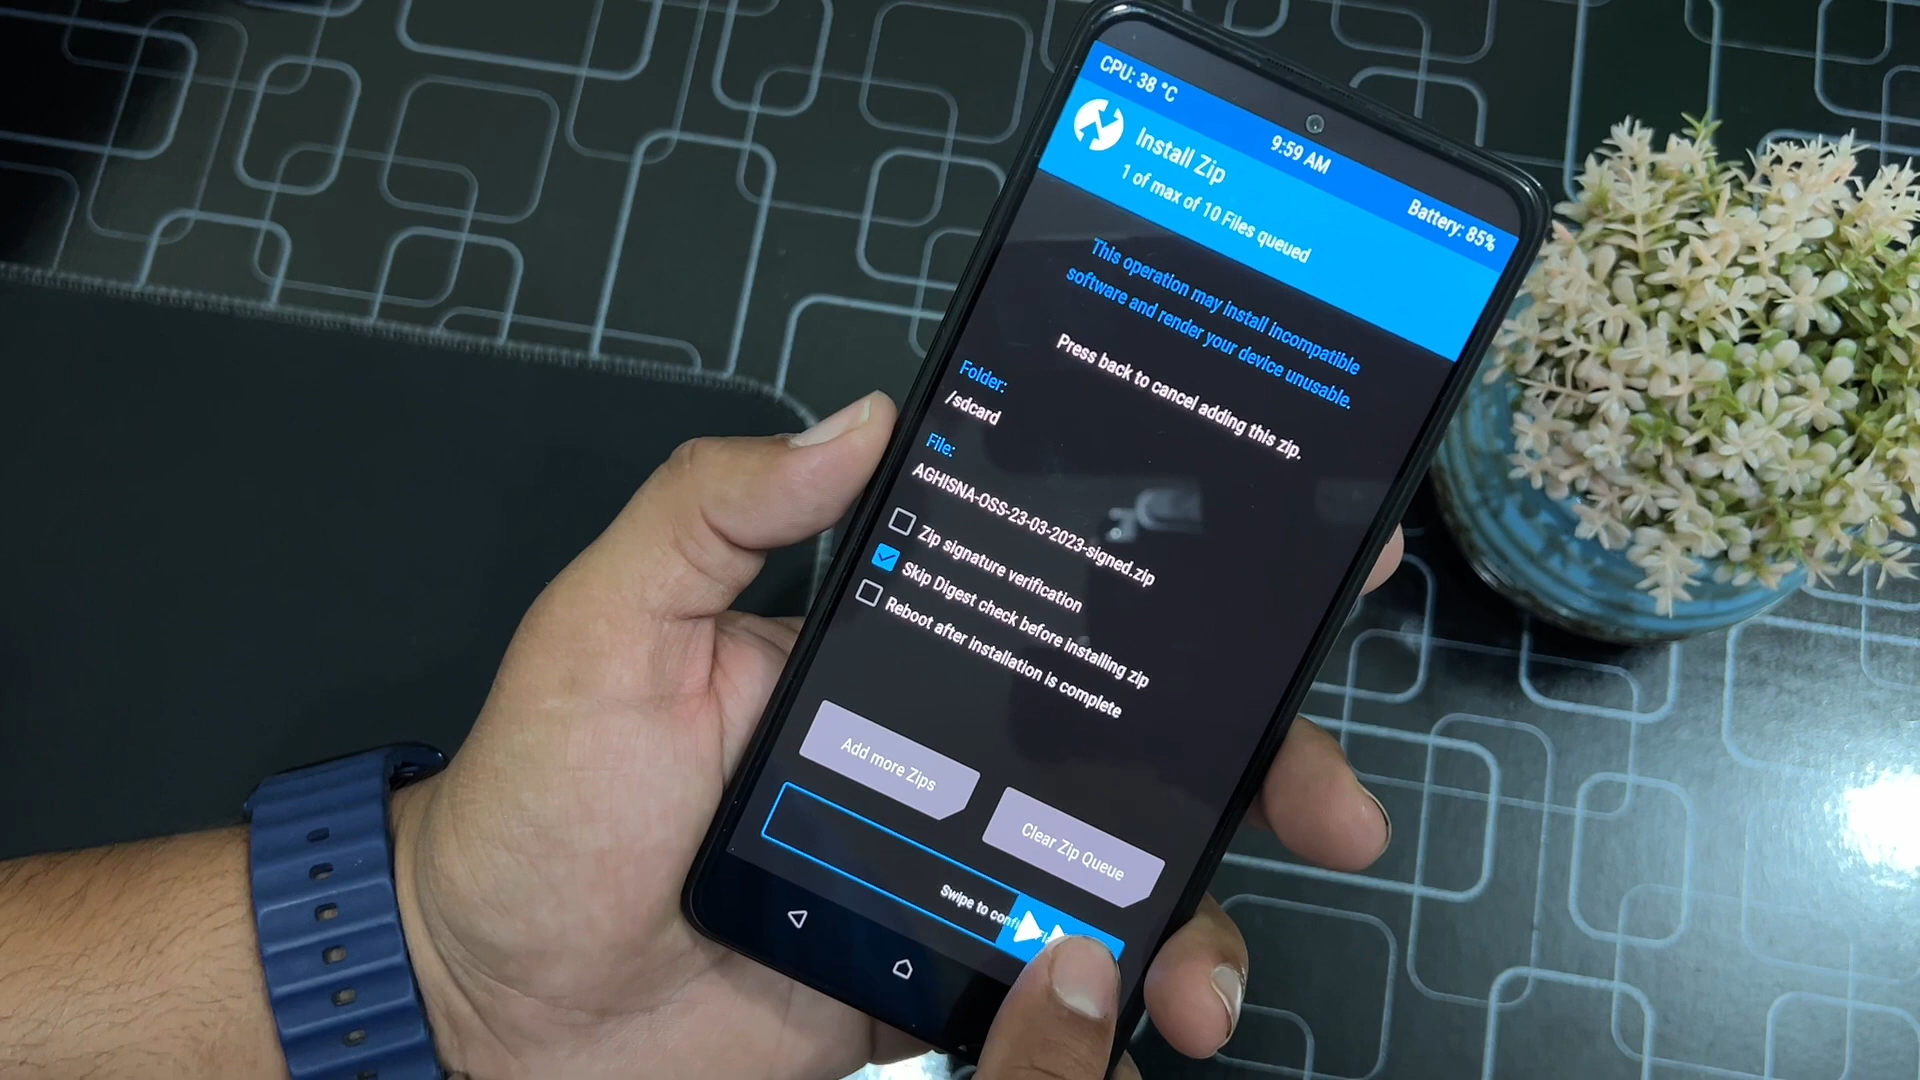 CPU: 38 °C
9:59 AM
Battery: 85%
Install Zip
1 of max of 10 Files queued
This operation may install incompatible
software and render your device unusable.
Press back to cancel adding this zip.
Folder:
/sdcard
File:
AGHISNA-OSS-23-03-2023-signed.zip
Zip signature verification
Skip Digest check before installing zip
Reboot after installation is complete
Add more Zips
Clear Zip Queue
Swipe to